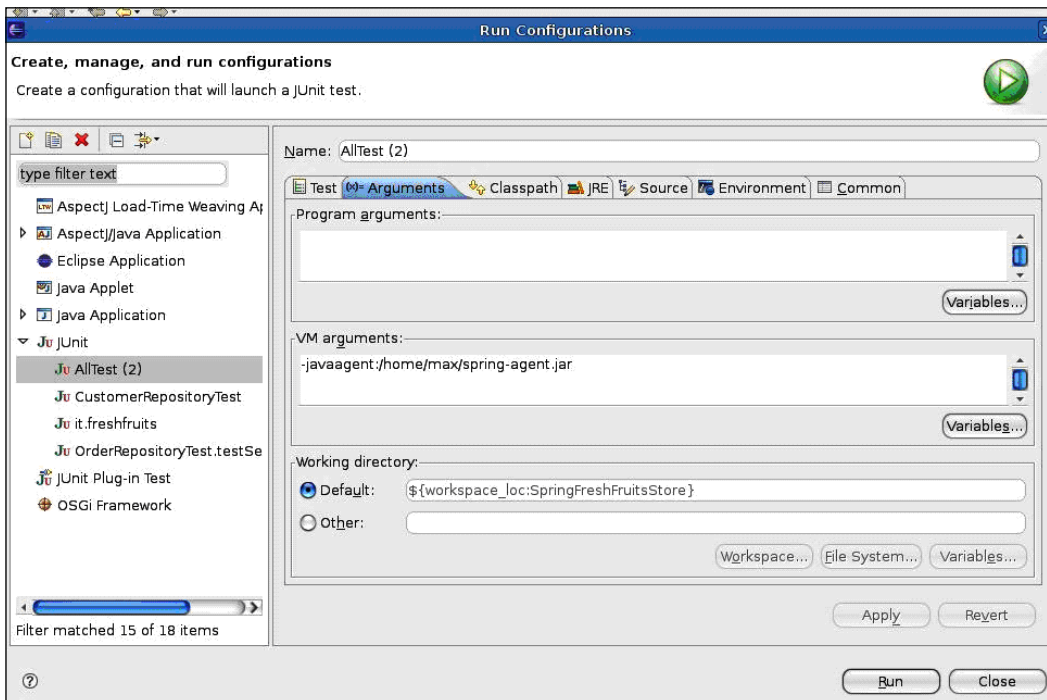 Run Configurations
Create, manage, and run configurations
Create a configuration that will launch a JUnit test.
type filter text
AspectJ Load-Time Weaving Ap
AspectJ/Java Application
Eclipse Application
Java Applet
Java Application
JUnit
AllTest (2)
CustomerRepositoryTest
it.freshfruits
OrderRepositoryTest.testSe
JUnit Plug-in Test
OSGi Framework
Filter matched 15 of 18 items
Name: AllTest (2)
Test (x)= Arguments Classpath JRE Source Environment Common
Program arguments:
Variables...
VM arguments:
-javaagent:/home/max/spring-agent.jar
Variables...
Working directory:
Default: ${workspace_loc:SpringFreshFruitsStore}
Other:
Workspace... File System... Variables...
Apply Revert
Run Close